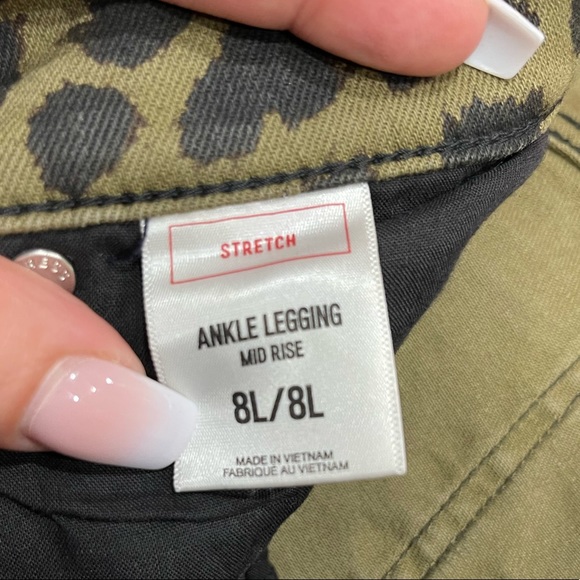 STRETCH
ANKLE LEGGING
MID RISE
8L/8L
MADE IN VIETNAM
FABRIQUÉ AU VIETNAM